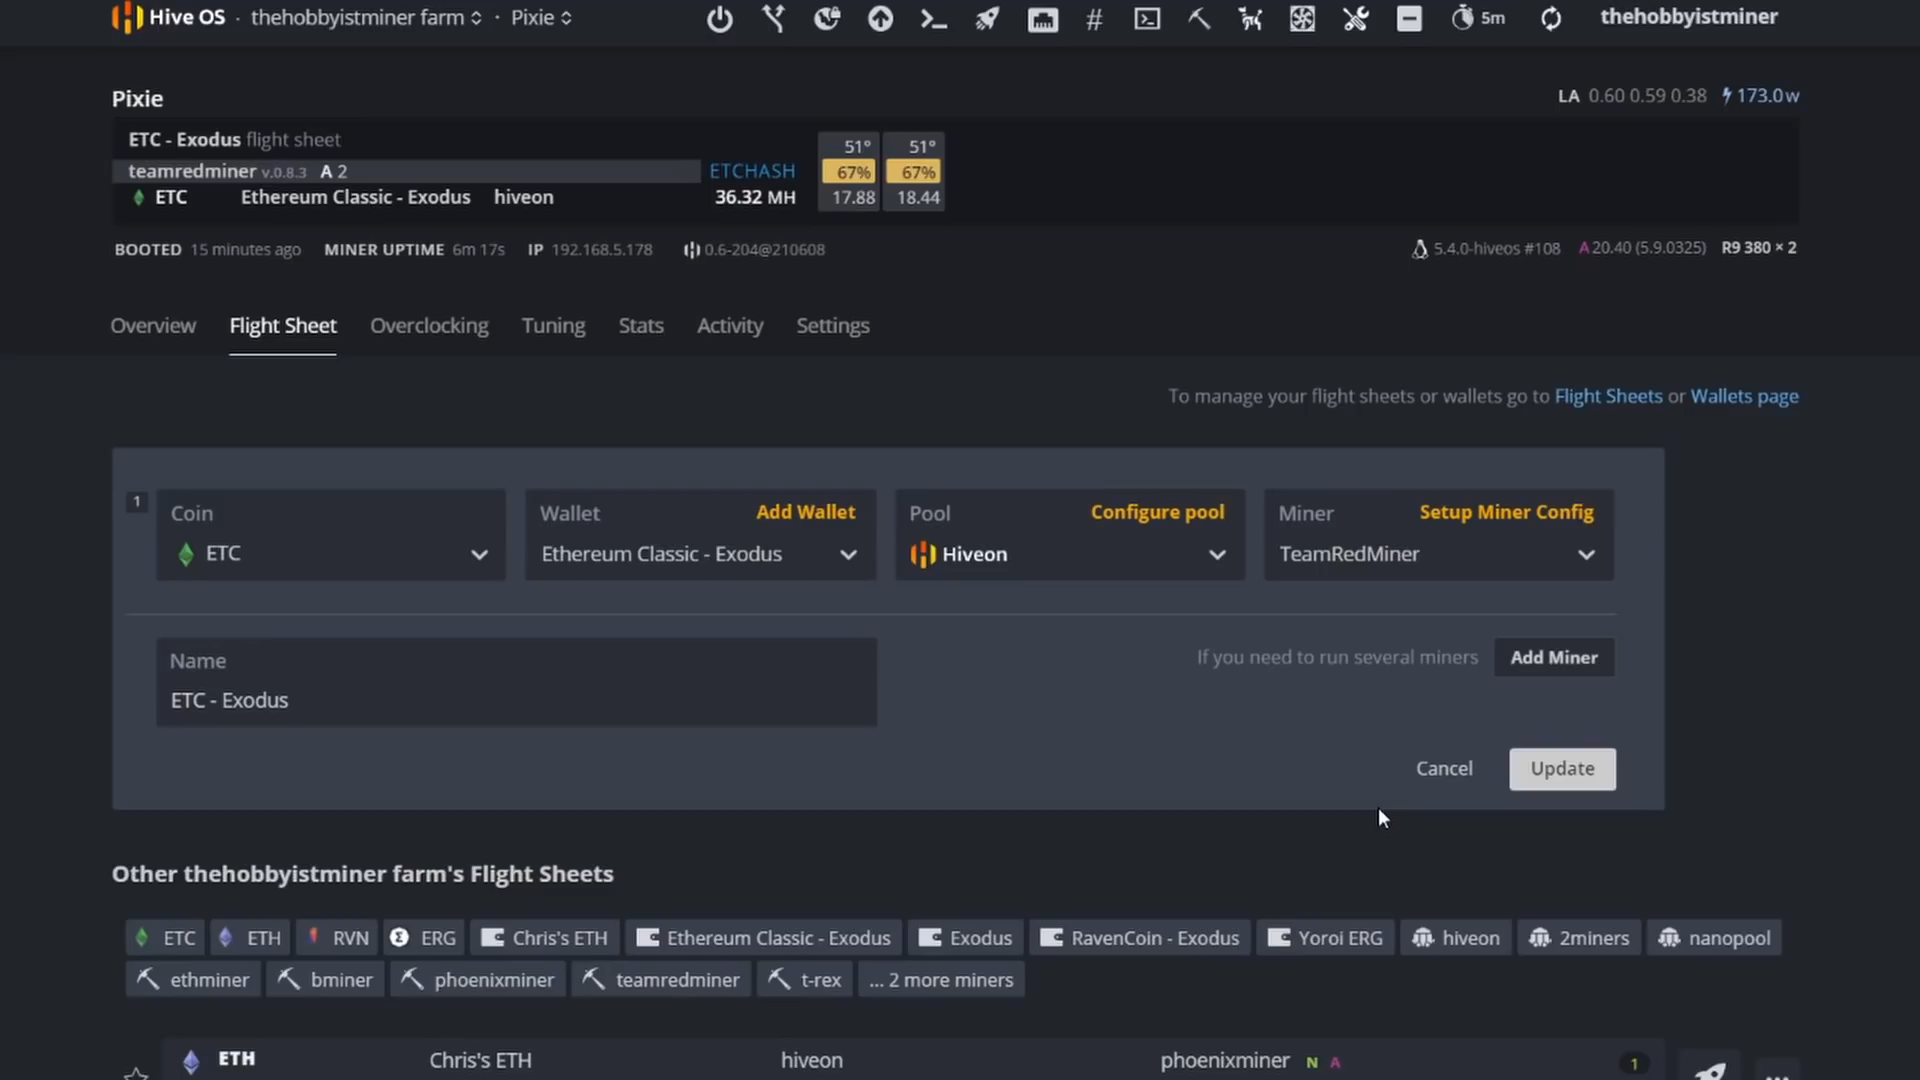 Hive OS thehobbyistminer farm · Pixie 5m thehobbyistminer
Pixie LA 0.60 0.59 0.38 173.0 w
ETC - Exodus flight sheet 51° 51°
teamredminer v.0.8.3 A 2 ETCHASH 67% 67%
ETC Ethereum Classic - Exodus hiveon 36.32 MH 17.88 18.44
BOOTED 15 minutes ago MINER UPTIME 6m 17s IP 192.168.5.178 0.6-204@210608 5.4.0-hiveos #108 A 20.40 (5.9.0325) R9 380 × 2
Overview Flight Sheet Overclocking Tuning Stats Activity Settings
To manage your flight sheets or wallets go to Flight Sheets or Wallets page
1 Coin Wallet Add Wallet Pool Configure pool Miner Setup Miner Config
ETC Ethereum Classic - Exodus Hiveon TeamRedMiner
Name If you need to run several miners Add Miner
ETC - Exodus
Cancel Update
Other thehobbyistminer farm's Flight Sheets
ETC ETH RVN ERG Chris's ETH Ethereum Classic - Exodus Exodus RavenCoin - Exodus Yoroi ERG hiveon 2miners nanopool
ethminer bminer phoenixminer teamredminer t-rex ... 2 more miners
ETH Chris's ETH hiveon phoenixminer N A 1